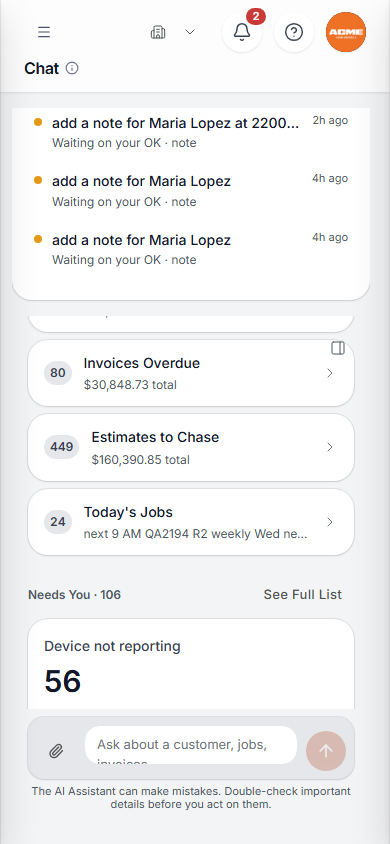 2
ACME
Chat
add a note for Maria Lopez at 2200...
2h ago
Waiting on your OK · note
add a note for Maria Lopez
4h ago
Waiting on your OK · note
add a note for Maria Lopez
4h ago
Waiting on your OK · note
80
Invoices Overdue
$30,848.73 total
449
Estimates to Chase
$160,390.85 total
24
Today's Jobs
next 9 AM QA2194 R2 weekly Wed ne...
Needs You · 106
See Full List
Device not reporting
56
Ask about a customer, jobs,
invoices
The AI Assistant can make mistakes. Double-check important
details before you act on them.